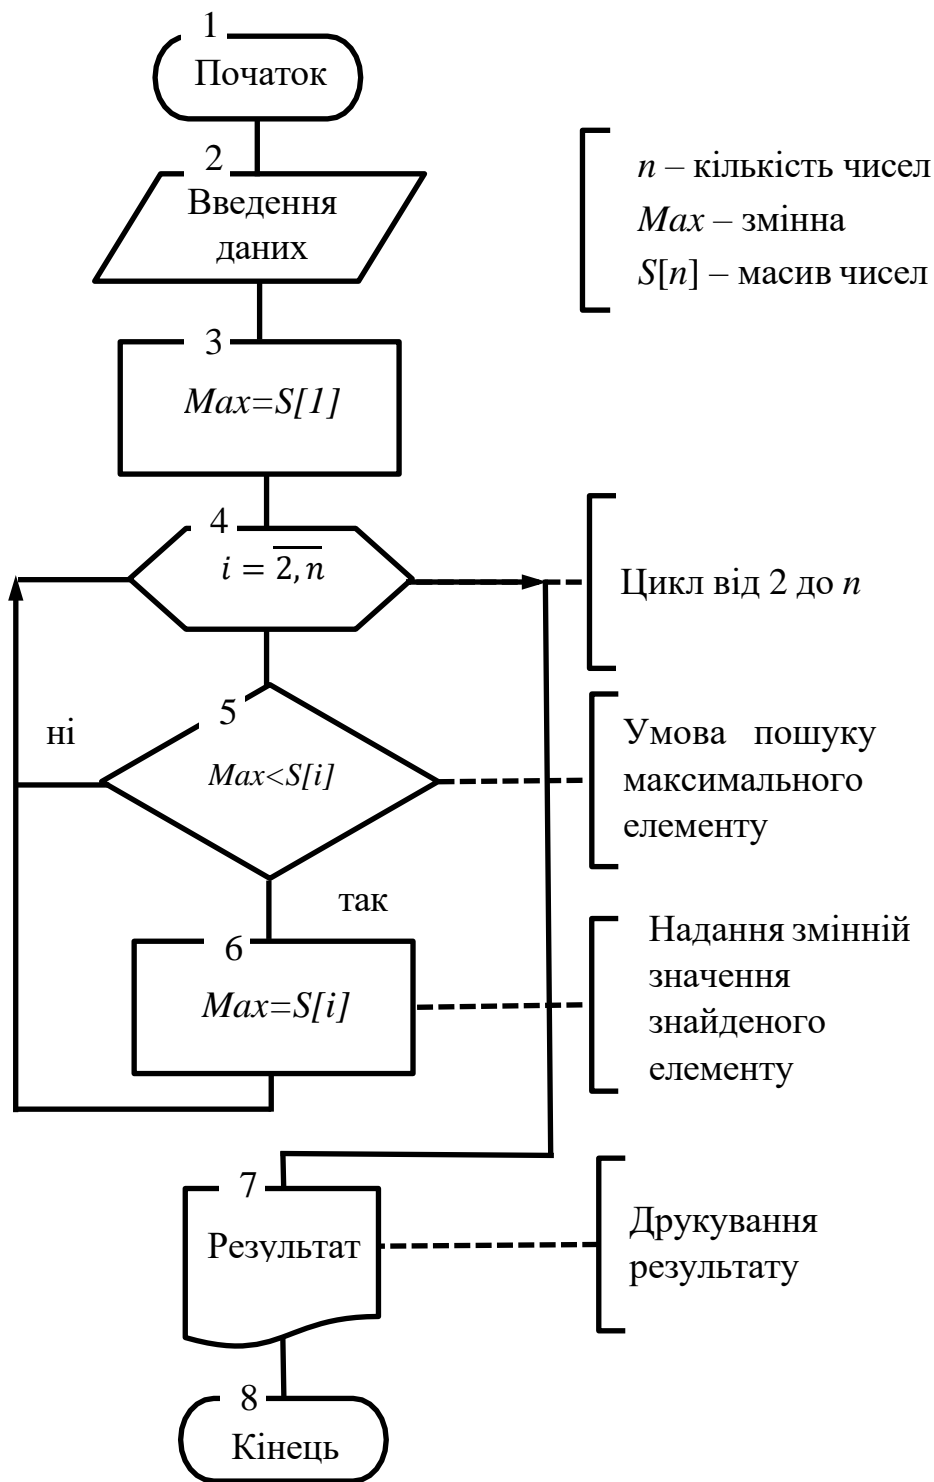 1
Початок
2
Введення
даних
n – кількість чисел
Max – змінна
S[n] – масив чисел
3
Max=S[1]
4
i = \overline{2, n}
Цикл від 2 до n
5
ні
Max<S[i]
Умова пошуку
максимального
елементу
так
6
Max=S[i]
Надання змінній
значення
знайденого
елементу
7
Результат
Друкування
результату
8
Кінець